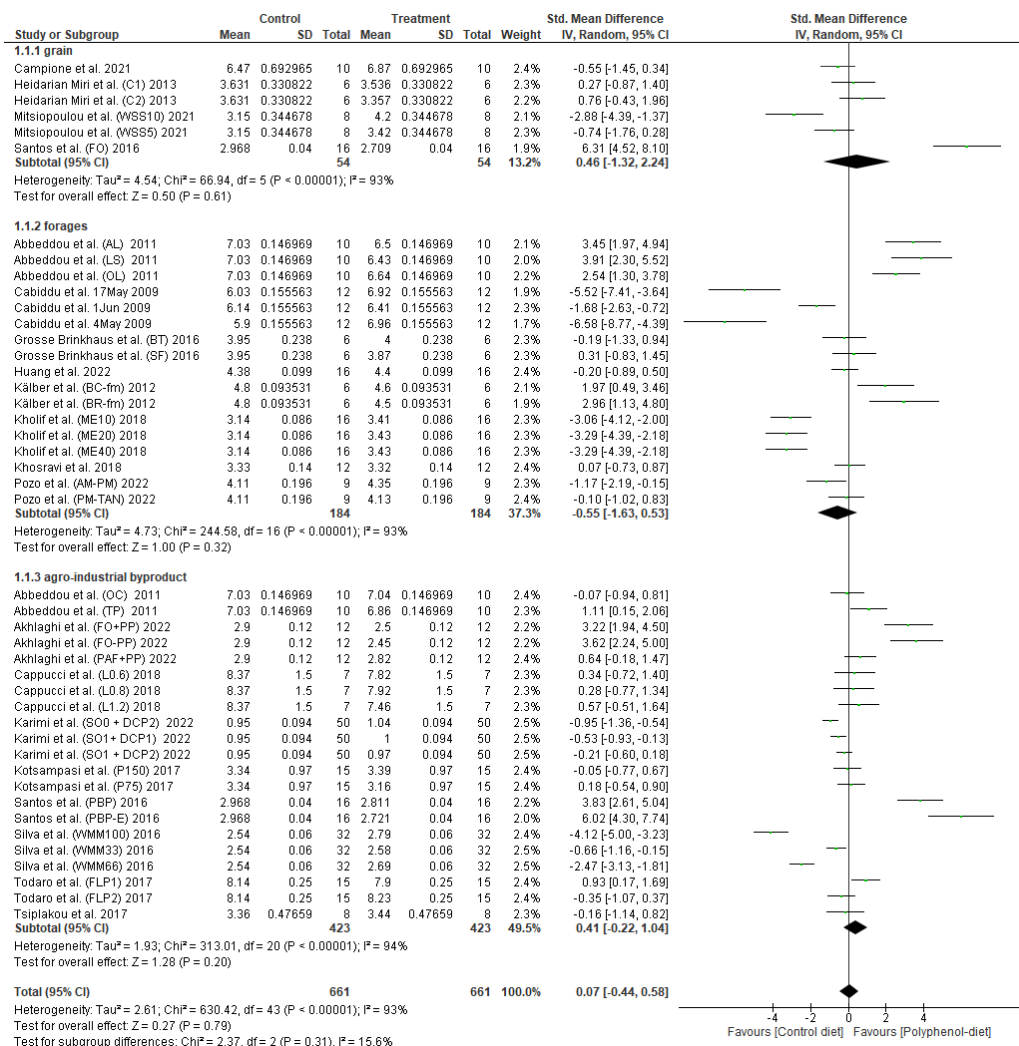 Control Treatment Std. Mean Difference Std. Mean Difference
Study or Subgroup Mean SD Total Mean SD Total Weight IV, Random, 95% CI IV, Random, 95% CI
1.1.1 grain
Campione et al. 2021 6.47 0.692965 10 6.87 0.692965 10 2.4% -0.55 [-1.45, 0.34]
Heidarian Miri et al. (C1) 2013 3.631 0.330822 6 3.536 0.330822 6 2.3% 0.27 [-0.87, 1.40]
Heidarian Miri et al. (C2) 2013 3.631 0.330822 6 3.357 0.330822 6 2.3% 0.76 [-0.43, 1.96]
Mitsiopoulou et al. (WSS10) 2021 3.15 0.344678 8 4.2 0.344678 8 2.1% -2.88 [-4.39, -1.37]
Mitsiopoulou et al. (WSS5) 2021 3.15 0.344678 8 3.42 0.344678 8 2.3% -0.74 [-1.76, 0.28]
Santos et al. (FO) 2016 2.968 0.04 16 2.709 0.04 16 1.9% 6.31 [4.52, 8.10]
Subtotal (95% CI) 54 54 13.2% 0.46 [-1.32, 2.24]
Heterogeneity: Tau² = 4.54; Chi² = 66.94, df = 5 (P < 0.00001); I² = 93%
Test for overall effect: Z = 0.50 (P = 0.61)
1.1.2 forages
Abbeddou et al. (AL) 2011 7.03 0.146969 10 6.5 0.146969 10 2.1% 3.45 [1.97, 4.94]
Abbeddou et al. (LS) 2011 7.03 0.146969 10 6.43 0.146969 10 2.0% 3.91 [2.30, 5.52]
Abbeddou et al. (OL) 2011 7.03 0.146969 10 6.64 0.146969 10 2.2% 2.54 [1.30, 3.78]
Cabiddu et al. 17May 2009 6.03 0.155563 12 6.92 0.155563 12 1.9% -5.52 [-7.41, -3.64]
Cabiddu et al. 1Jun 2009 6.14 0.155563 12 6.41 0.155563 12 2.3% -1.68 [-2.63, -0.72]
Cabiddu et al. 4May 2009 5.9 0.155563 12 6.96 0.155563 12 1.7% -6.58 [-8.77, -4.39]
Grosse Brinkhaus et al. (BT) 2016 3.95 0.238 6 4 0.238 6 2.3% -0.19 [-1.33, 0.94]
Grosse Brinkhaus et al. (SF) 2016 3.95 0.238 6 3.87 0.238 6 2.3% 0.31 [-0.83, 1.45]
Huang et al. 2022 4.38 0.099 16 4.4 0.099 16 2.4% -0.20 [-0.89, 0.50]
Kälber et al. (BC-fm) 2012 4.8 0.093531 6 4.6 0.093531 6 2.1% 1.97 [0.49, 3.46]
Kälber et al. (BR-fm) 2012 4.8 0.093531 6 4.5 0.093531 6 1.9% 2.96 [1.13, 4.80]
Kholif et al. (ME10) 2018 3.14 0.086 16 3.41 0.086 16 2.3% -3.06 [-4.12, -2.00]
Kholif et al. (ME20) 2018 3.14 0.086 16 3.43 0.086 16 2.3% -3.29 [-4.39, -2.18]
Kholif et al. (ME40) 2018 3.14 0.086 16 3.43 0.086 16 2.3% -3.29 [-4.39, -2.18]
Khosravi et al. 2018 3.33 0.14 12 3.32 0.14 12 2.4% 0.07 [-0.73, 0.87]
Pozo et al. (AM-PM) 2022 4.11 0.196 9 4.35 0.196 9 2.3% -1.17 [-2.19, -0.15]
Pozo et al. (PM-TAN) 2022 4.11 0.196 9 4.13 0.196 9 2.4% -0.10 [-1.02, 0.83]
Subtotal (95% CI) 184 184 37.3% -0.55 [-1.63, 0.53]
Heterogeneity: Tau² = 4.73; Chi² = 244.58, df = 16 (P < 0.00001); I² = 93%
Test for overall effect: Z = 1.00 (P = 0.32)
1.1.3 agro-industrial byproduct
Abbeddou et al. (OC) 2011 7.03 0.146969 10 7.04 0.146969 10 2.4% -0.07 [-0.94, 0.81]
Abbeddou et al. (TP) 2011 7.03 0.146969 10 6.86 0.146969 10 2.3% 1.11 [0.15, 2.06]
Akhlaghi et al. (FO+PP) 2022 2.9 0.12 12 2.5 0.12 12 2.2% 3.22 [1.94, 4.50]
Akhlaghi et al. (FO-PP) 2022 2.9 0.12 12 2.45 0.12 12 2.2% 3.62 [2.24, 5.00]
Akhlaghi et al. (PAF+PP) 2022 2.9 0.12 12 2.82 0.12 12 2.4% 0.64 [-0.18, 1.47]
Cappucci et al. (L0.6) 2018 8.37 1.5 7 7.82 1.5 7 2.3% 0.34 [-0.72, 1.40]
Cappucci et al. (L0.8) 2018 8.37 1.5 7 7.92 1.5 7 2.3% 0.28 [-0.77, 1.34]
Cappucci et al. (L1.2) 2018 8.37 1.5 7 7.46 1.5 7 2.3% 0.57 [-0.51, 1.64]
Karimi et al. (SO0 + DCP2) 2022 0.95 0.094 50 1.04 0.094 50 2.5% -0.95 [-1.36, -0.54]
Karimi et al. (SO1+ DCP1) 2022 0.95 0.094 50 1 0.094 50 2.5% -0.53 [-0.93, -0.13]
Karimi et al. (SO1 + DCP2) 2022 0.95 0.094 50 0.97 0.094 50 2.5% -0.21 [-0.60, 0.18]
Kotsampasi et al. (P150) 2017 3.34 0.97 15 3.39 0.97 15 2.4% -0.05 [-0.77, 0.67]
Kotsampasi et al. (P75) 2017 3.34 0.97 15 3.16 0.97 15 2.4% 0.18 [-0.54, 0.90]
Santos et al. (PBP) 2016 2.968 0.04 16 2.811 0.04 16 2.2% 3.83 [2.61, 5.04]
Santos et al. (PBP-E) 2016 2.968 0.04 16 2.721 0.04 16 1.9% 6.02 [4.30, 7.74]
Silva et al. (WMM100) 2016 2.54 0.06 32 2.79 0.06 32 2.4% -4.12 [-5.00, -3.23]
Silva et al. (WMM33) 2016 2.54 0.06 32 2.58 0.06 32 2.5% -0.66 [-1.16, -0.15]
Silva et al. (WMM66) 2016 2.54 0.06 32 2.69 0.06 32 2.5% -2.47 [-3.13, -1.81]
Todaro et al. (FLP1) 2017 8.14 0.25 15 7.9 0.25 15 2.4% 0.93 [0.17, 1.69]
Todaro et al. (FLP2) 2017 8.14 0.25 15 8.23 0.25 15 2.4% -0.35 [-1.07, 0.37]
Tsiplakou et al. 2017 3.36 0.47659 8 3.44 0.47659 8 2.3% -0.16 [-1.14, 0.82]
Subtotal (95% CI) 423 423 49.5% 0.41 [-0.22, 1.04]
Heterogeneity: Tau² = 1.93; Chi² = 313.01, df = 20 (P < 0.00001); I² = 94%
Test for overall effect: Z = 1.28 (P = 0.20)
Total (95% CI) 661 661 100.0% 0.07 [-0.44, 0.58]
Heterogeneity: Tau² = 2.61; Chi² = 630.42, df = 43 (P < 0.00001); I² = 93%
Test for overall effect: Z = 0.27 (P = 0.79)
Test for subgroup differences: Chi² = 2.37, df = 2 (P = 0.31), I² = 15.6%
-4 -2 0 2 4
Favours [Control diet] Favours [Polyphenol-diet]